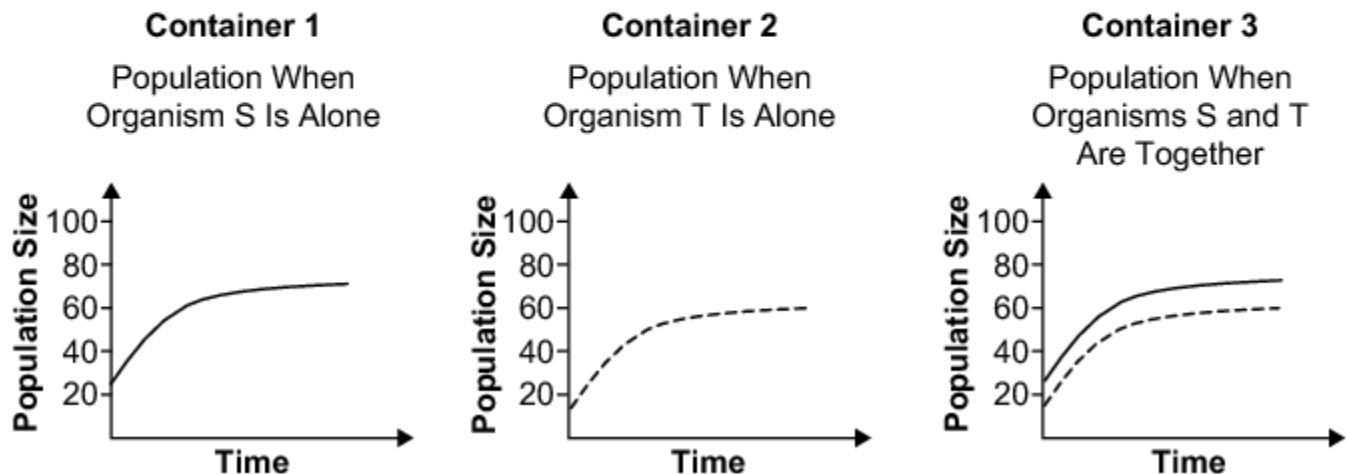 Container 1
Population When
Organism S Is Alone
Population Size
100
80
60
40
20
Time
Container 2
Population When
Organism T Is Alone
Population Size
100
80
60
40
20
Time
Container 3
Population When
Organisms S and T
Are Together
Population Size
100
80
60
40
20
Time